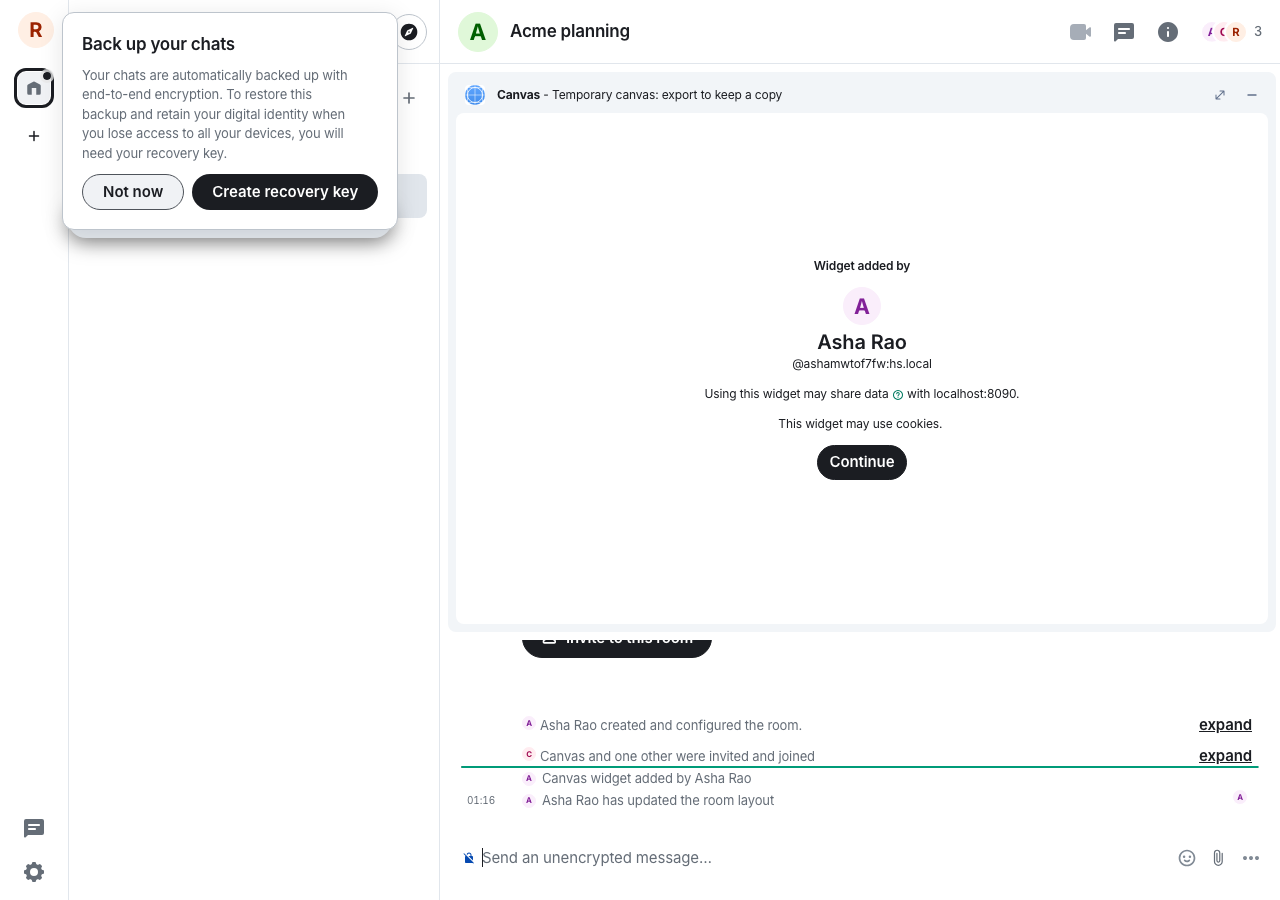 R
Back up your chats
Your chats are automatically backed up with
end-to-end encryption. To restore this
backup and retain your digital identity when
you lose access to all your devices, you will
need your recovery key.
Not now
Create recovery key
A
Acme planning
A
C
R
3
Canvas - Temporary canvas: export to keep a copy
Widget added by
A
Asha Rao
@ashamwtof7fw:hs.local
Using this widget may share data ? with localhost:8090.
This widget may use cookies.
Continue
Invite to this room
A Asha Rao created and configured the room. expand
C Canvas and one other were invited and joined expand
A Canvas widget added by Asha Rao
01:16 A Asha Rao has updated the room layout A
Send an unencrypted message…